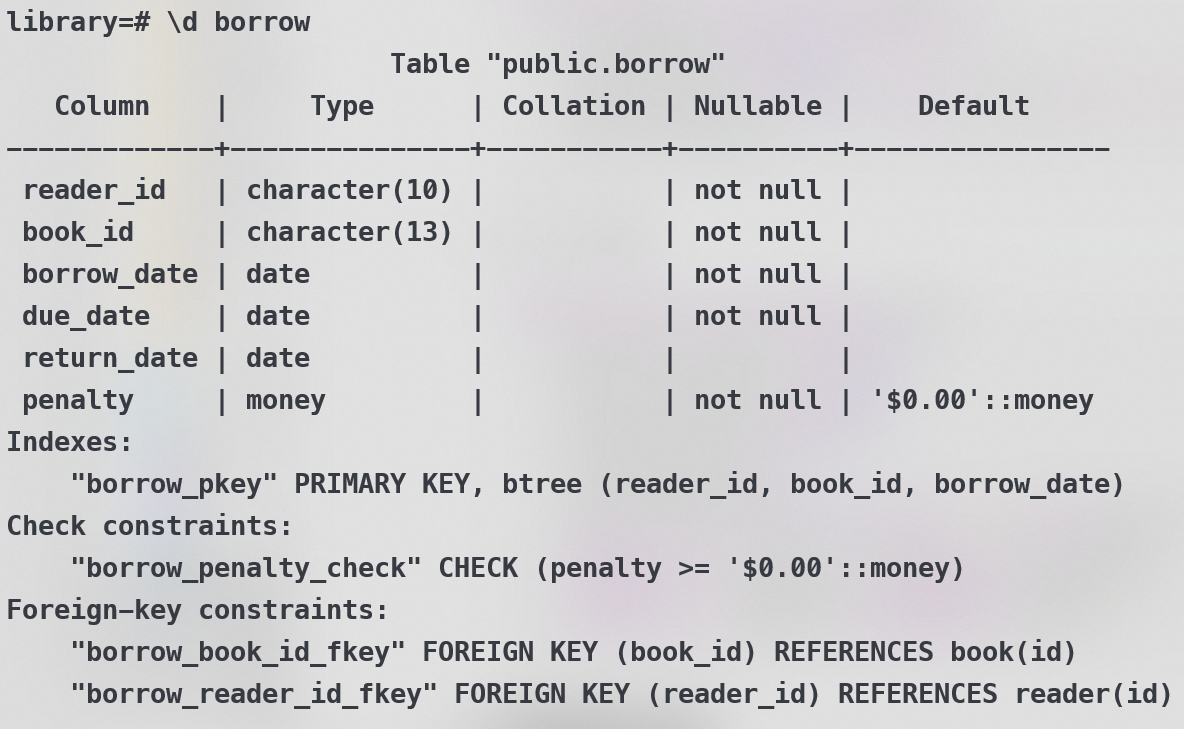 library=# \d borrow
                                                Table "public.borrow"
   Column    |     Type      | Collation | Nullable |    Default
-------------+---------------+-----------+----------+----------------
 reader_id   | character(10) |           | not null |
 book_id     | character(13) |           | not null |
 borrow_date | date          |           | not null |
 due_date    | date          |           | not null |
 return_date | date          |           |          |
 penalty     | money         |           | not null | '$0.00'::money
Indexes:
    "borrow_pkey" PRIMARY KEY, btree (reader_id, book_id, borrow_date)
Check constraints:
    "borrow_penalty_check" CHECK (penalty >= '$0.00'::money)
Foreign-key constraints:
    "borrow_book_id_fkey" FOREIGN KEY (book_id) REFERENCES book(id)
    "borrow_reader_id_fkey" FOREIGN KEY (reader_id) REFERENCES reader(id)